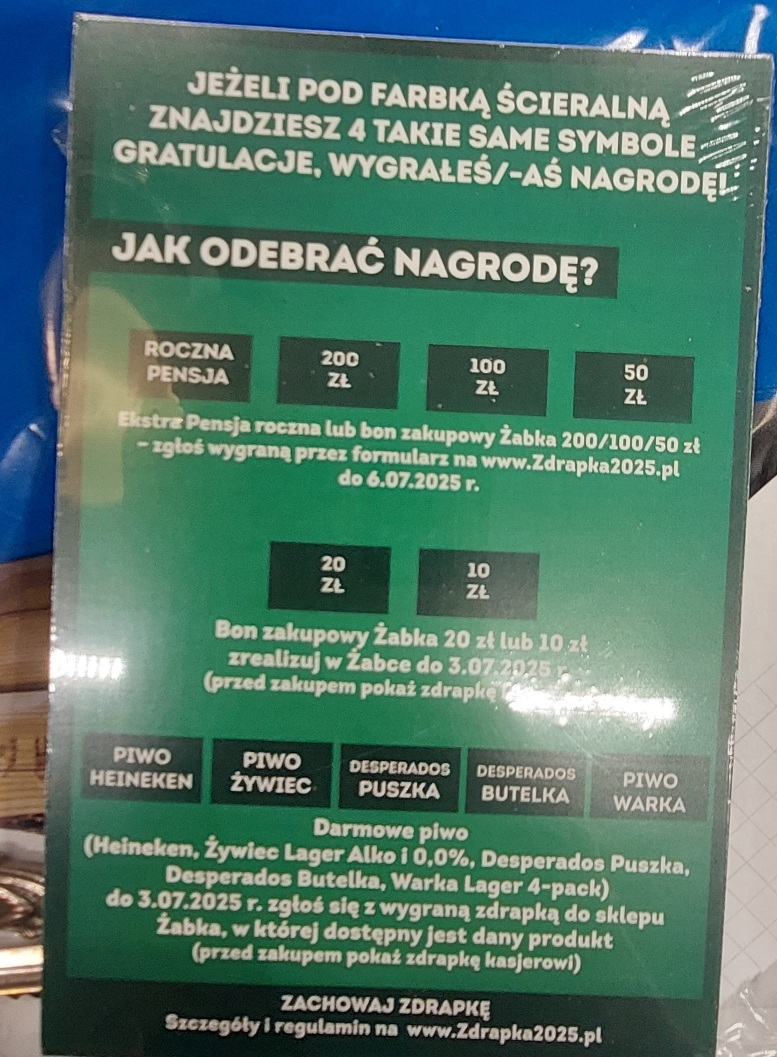 JEŻELI POD FARBKĄ ŚCIERALNĄ
ZNAJDZIESZ 4 TAKIE SAME SYMBOLE
GRATULACJE, WYGRAŁEŚ/-AŚ NAGRODĘ!
JAK ODEBRAĆ NAGRODĘ?
ROCZNA
PENSJA
200
ZŁ
100
ZŁ
50
ZŁ
Ekstra Pensja roczna lub bon zakupowy Żabka 200/100/50 zł
– zgłoś wygraną przez formularz na www.Zdrapka2025.pl
do 6.07.2025 r.
20
ZŁ
10
ZŁ
Bon zakupowy Żabka 20 zł lub 10 zł
zrealizuj w Żabce do 3.07.2025 r.
(przed zakupem pokaż zdrapkę
PIWO
HEINEKEN
PIWO
ŻYWIEC
DESPERADOS
PUSZKA
DESPERADOS
BUTELKA
PIWO
WARKA
Darmowe piwo
(Heineken, Żywiec Lager Alko i 0,0%, Desperados Puszka,
Desperados Butelka, Warka Lager 4-pack)
do 3.07.2025 r. zgłoś się z wygraną zdrapką do sklepu
Żabka, w której dostępny jest dany produkt
(przed zakupem pokaż zdrapkę kasjerowi)
ZACHOWAJ ZDRAPKĘ
Szczegóły i regulamin na www.Zdrapka2025.pl